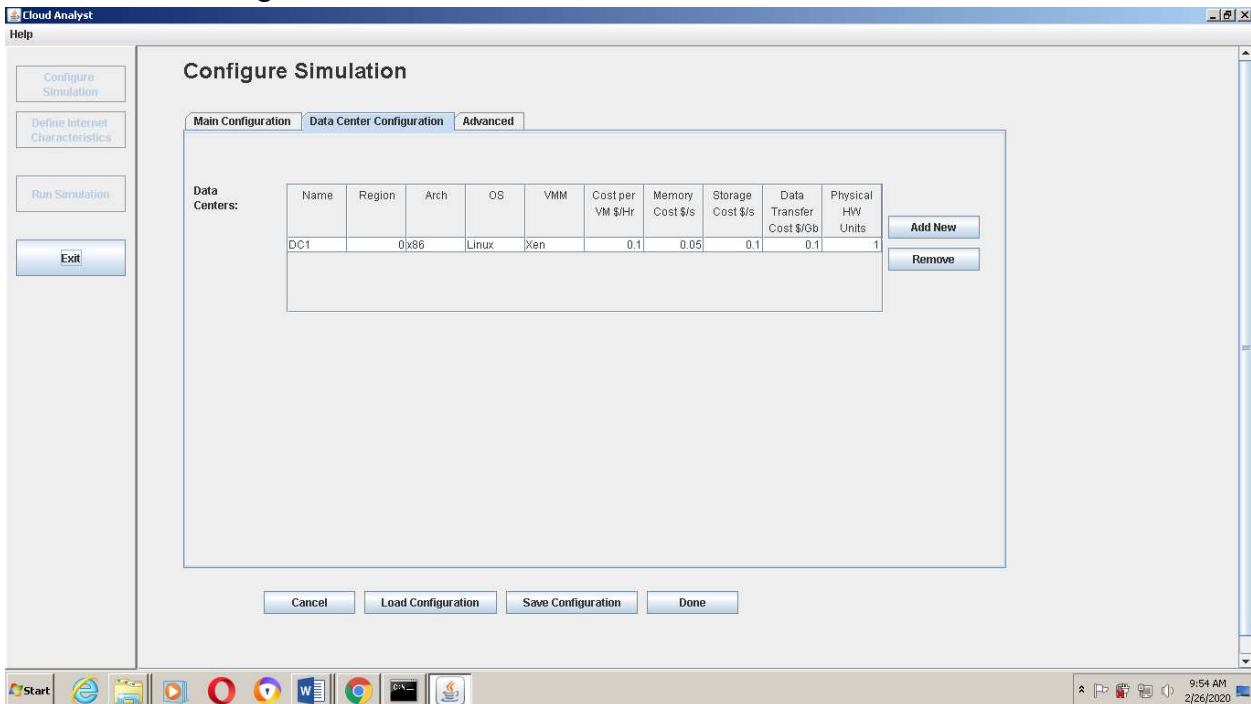 Cloud Analyst
Help
Configure Simulation
Define Internet Characteristics
Run Simulation
Exit
Configure Simulation
Main Configuration Data Center Configuration Advanced
Data Centers:
Name Region Arch OS VMM Cost per VM $/Hr Memory Cost $/s Storage Cost $/s Data Transfer Cost $/Gb Physical HW Units
DC1 0 x86 Linux Xen 0.1 0.05 0.1 0.1 1
Add New
Remove
Cancel Load Configuration Save Configuration Done
Start
9:54 AM
2/26/2020